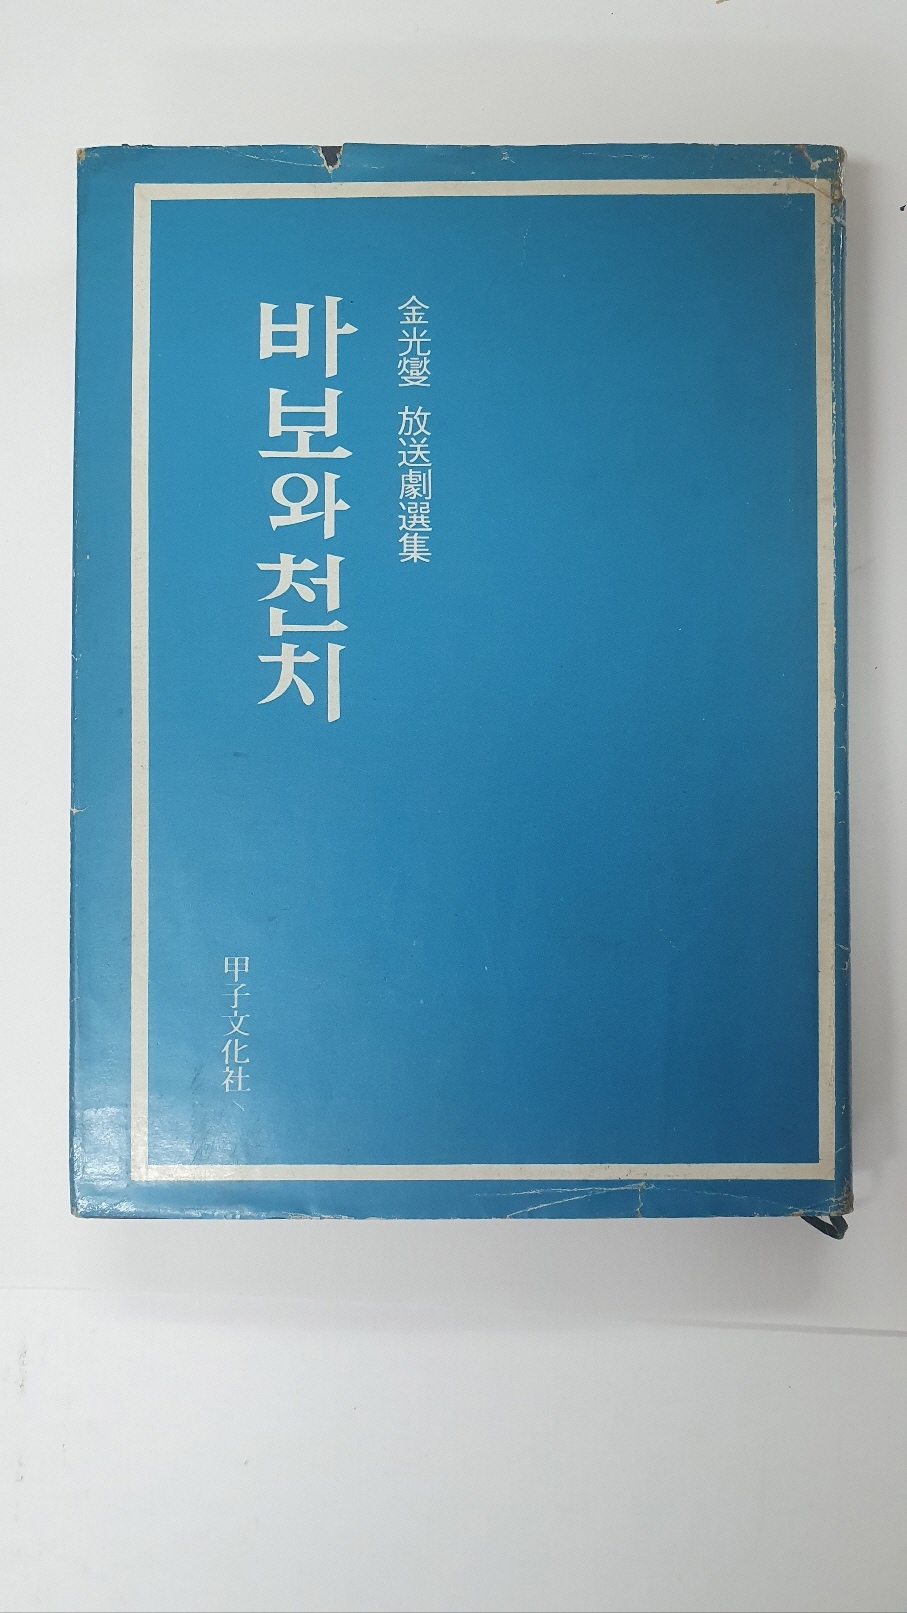 金光燮 放送劇選集
바보와 천치
甲子文化社